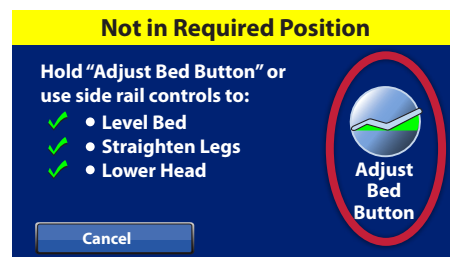 Not in Required Position
Hold “Adjust Bed Button” or
use side rail controls to:
• Level Bed
• Straighten Legs
• Lower Head
Adjust
Bed
Button
Cancel